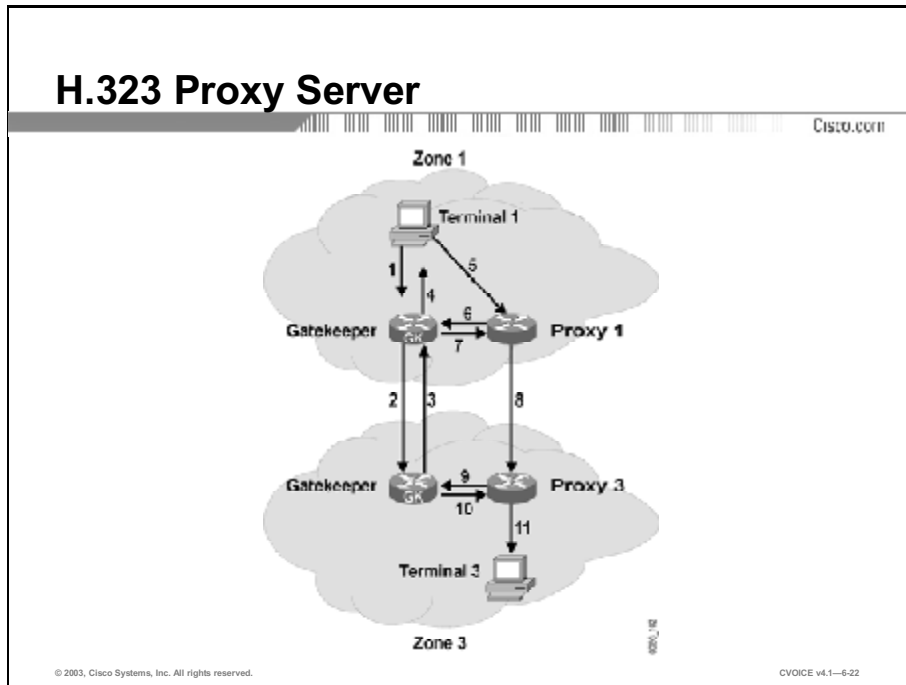 H.323 Proxy Server
Cisco.com
Zone 1
Terminal 1
1
5
4
6
Gatekeeper
GK
Proxy 1
7
2
3
8
9
Gatekeeper
GK
Proxy 3
10
11
Terminal 3
Zone 3
© 2003, Cisco Systems, Inc. All rights reserved.
CVOICE v4.1—6-22